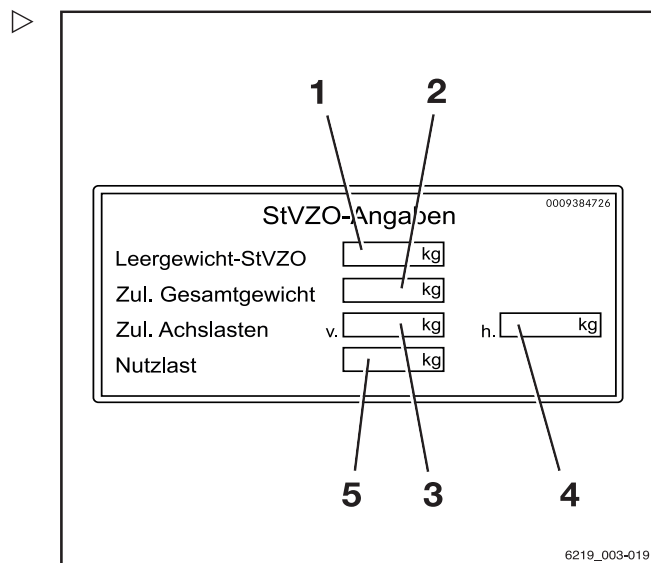 1 2
0009384726
StVZO-Angaben
Leergewicht-StVZO kg
Zul. Gesamtgewicht kg
Zul. Achslasten v. kg h. kg
Nutzlast kg
5 3 4
6219_003-019